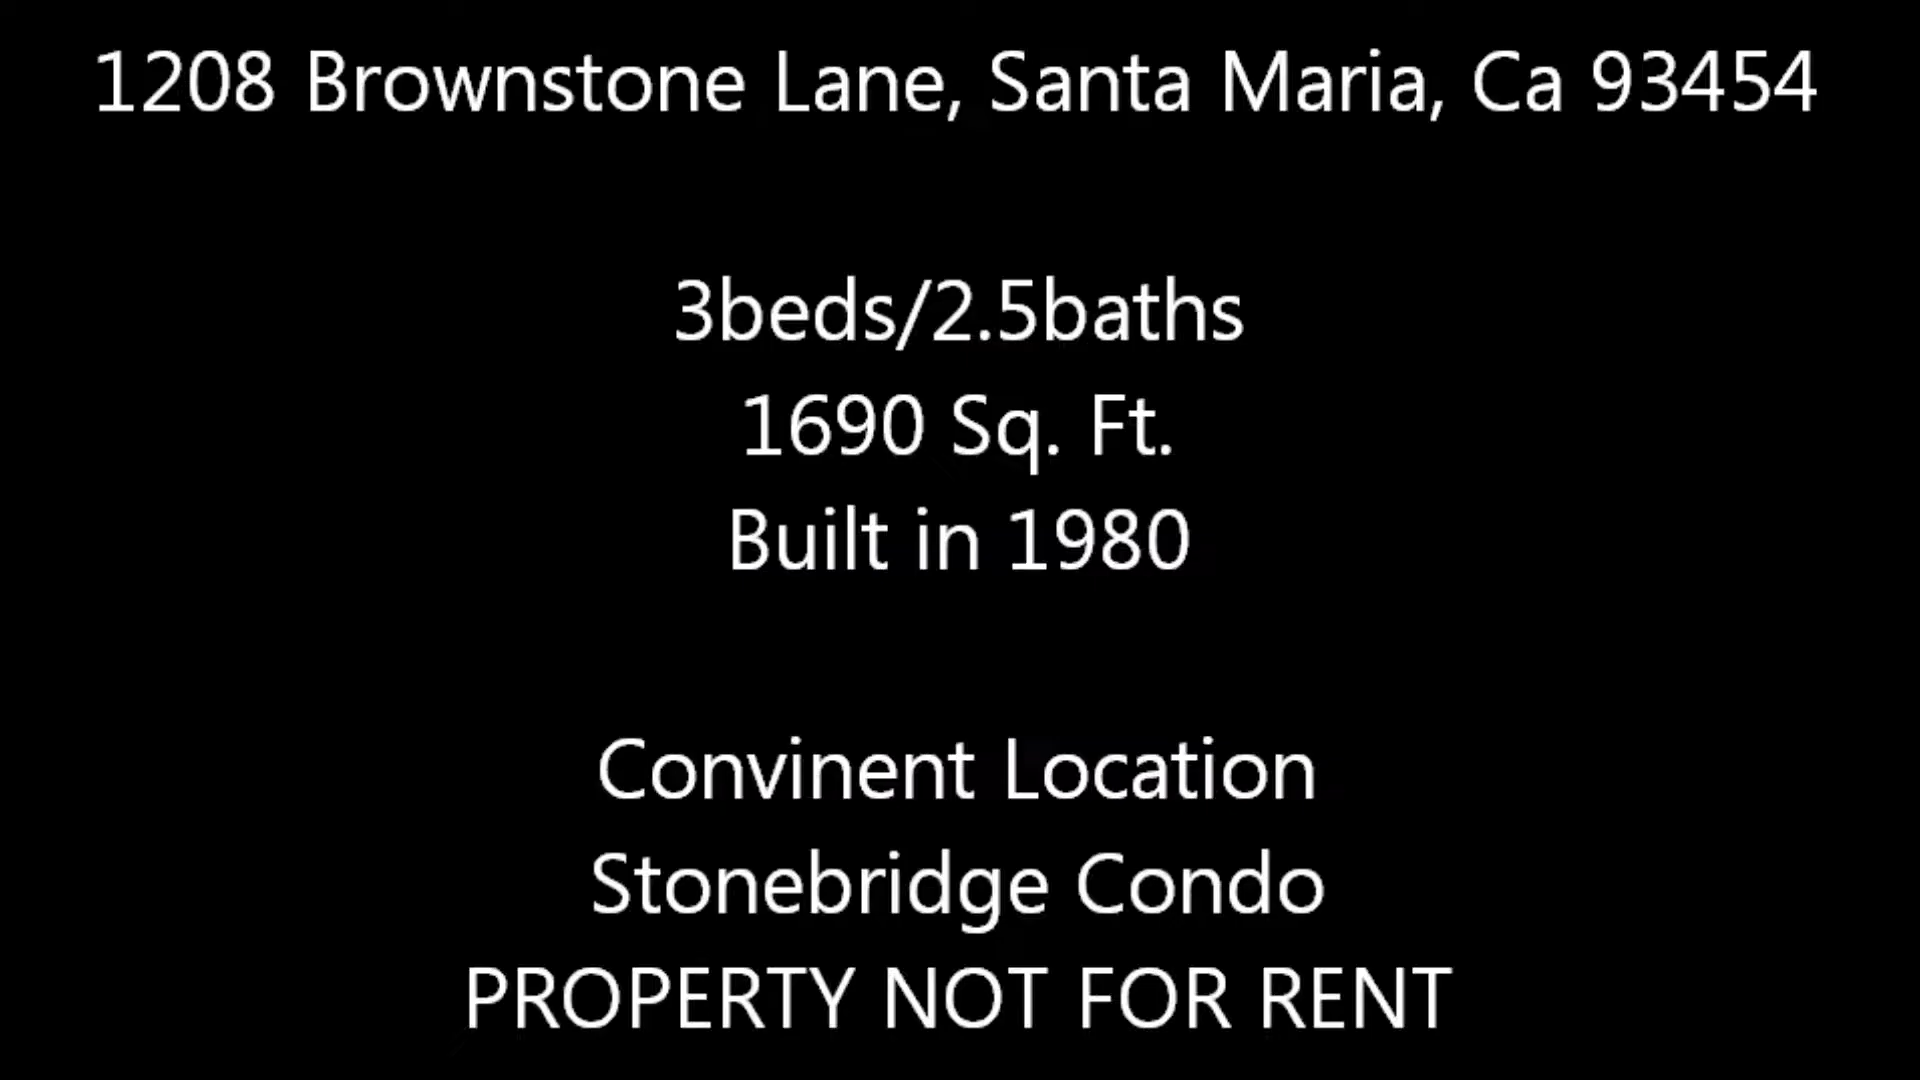 1208 Brownstone Lane, Santa Maria, Ca 93454
3beds/2.5baths
1690 Sq. Ft.
Built in 1980
Convinent Location
Stonebridge Condo
PROPERTY NOT FOR RENT